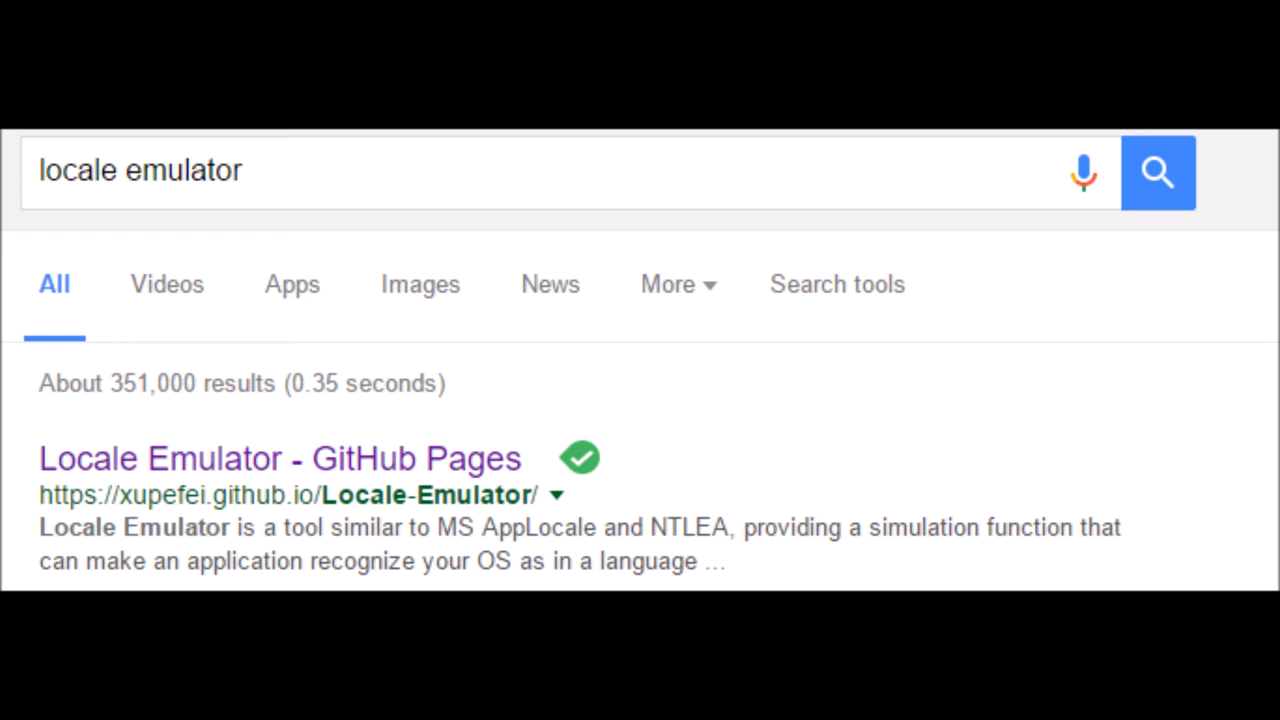 locale emulator
All Videos Apps Images News More Search tools
About 351,000 results (0.35 seconds)
Locale Emulator - GitHub Pages
https://xupefei.github.io/Locale-Emulator/
Locale Emulator is a tool similar to MS AppLocale and NTLEA, providing a simulation function that
can make an application recognize your OS as in a language ...